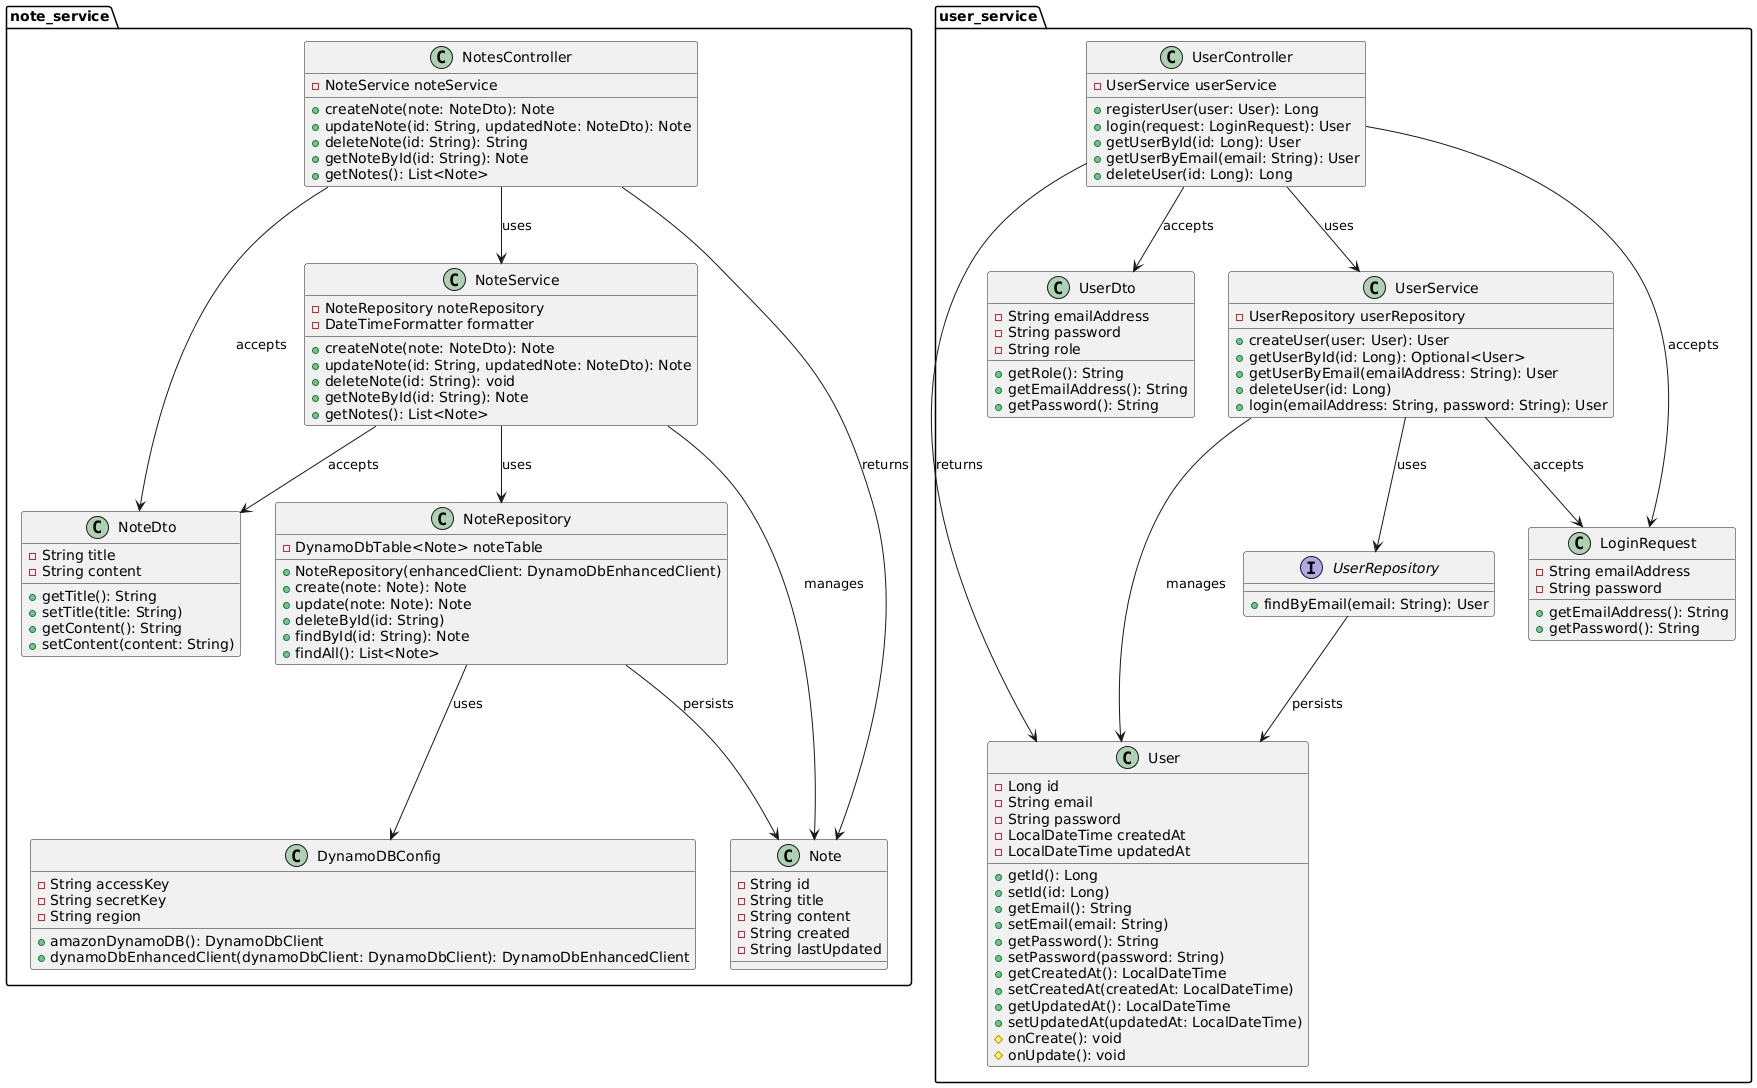 note_service
NotesController
NoteService noteService
createNote(note: NoteDto): Note
updateNote(id: String, updatedNote: NoteDto): Note
deleteNote(id: String): String
getNoteById(id: String): Note
getNotes(): List<Note>
uses
accepts
returns
NoteService
NoteRepository noteRepository
DateTimeFormatter formatter
createNote(note: NoteDto): Note
updateNote(id: String, updatedNote: NoteDto): Note
deleteNote(id: String): void
getNoteById(id: String): Note
getNotes(): List<Note>
accepts
uses
manages
NoteDto
String title
String content
getTitle(): String
setTitle(title: String)
getContent(): String
setContent(content: String)
NoteRepository
DynamoDbTable<Note> noteTable
NoteRepository(enhancedClient: DynamoDbEnhancedClient)
create(note: Note): Note
update(note: Note): Note
deleteById(id: String)
findById(id: String): Note
findAll(): List<Note>
uses
persists
DynamoDBConfig
String accessKey
String secretKey
String region
amazonDynamoDB(): DynamoDbClient
dynamoDbEnhancedClient(dynamoDbClient: DynamoDbClient): DynamoDbEnhancedClient
Note
String id
String title
String content
String created
String lastUpdated
user_service
UserController
UserService userService
registerUser(user: User): Long
login(request: LoginRequest): User
getUserById(id: Long): User
getUserByEmail(email: String): User
deleteUser(id: Long): Long
accepts
uses
accepts
returns
UserDto
String emailAddress
String password
String role
getRole(): String
getEmailAddress(): String
getPassword(): String
UserService
UserRepository userRepository
createUser(user: User): User
getUserById(id: Long): Optional<User>
getUserByEmail(emailAddress: String): User
deleteUser(id: Long)
login(emailAddress: String, password: String): User
manages
uses
accepts
UserRepository
findByEmail(email: String): User
persists
LoginRequest
String emailAddress
String password
getEmailAddress(): String
getPassword(): String
User
Long id
String email
String password
LocalDateTime createdAt
LocalDateTime updatedAt
getId(): Long
setId(id: Long)
getEmail(): String
setEmail(email: String)
getPassword(): String
setPassword(password: String)
getCreatedAt(): LocalDateTime
setCreatedAt(createdAt: LocalDateTime)
getUpdatedAt(): LocalDateTime
setUpdatedAt(updatedAt: LocalDateTime)
onCreate(): void
onUpdate(): void